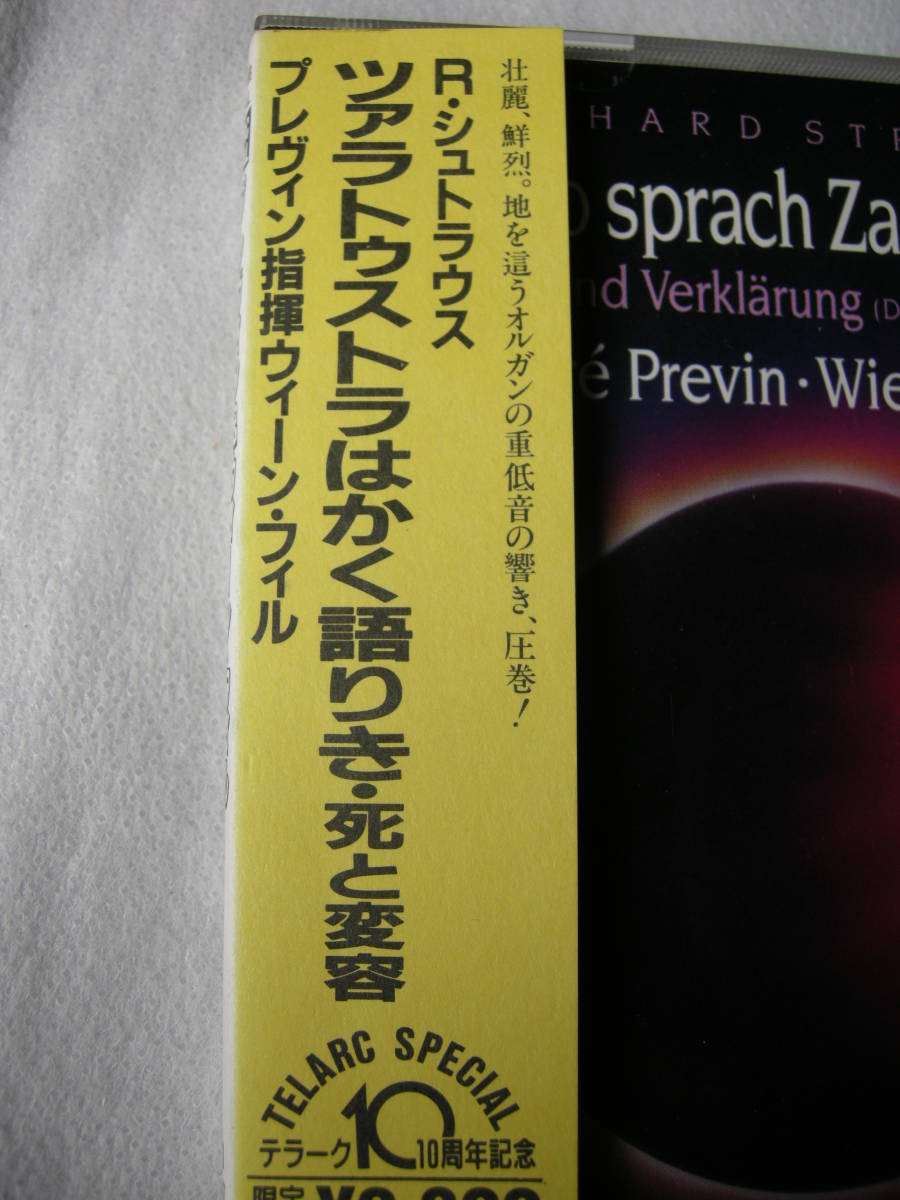 壮麗、鮮烈。地を這うオルガンの重低音の響き、圧巻！
R・シュトラウス
ツァラトゥストラはかく語りき・死と変容
プレヴィン指揮ウィーン・フィル
TELARC SPECIAL
10
テラーク 10周年記念
限定
HARD STR
sprach Za
nd Verklärung (D
é Previn · Wie